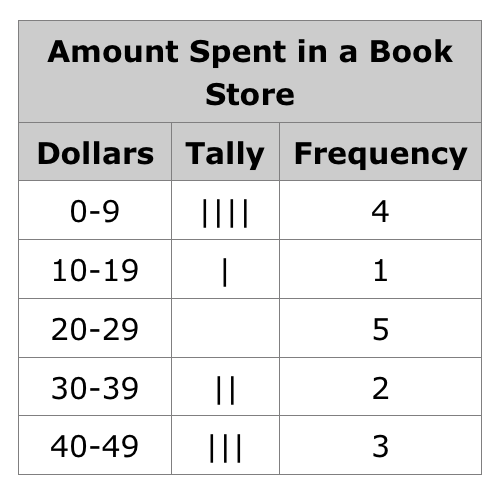 Amount Spent in a Book
Store
Dollars Tally Frequency
0-9 |||| 4
10-19 | 1
20-29 5
30-39 || 2
40-49 ||| 3